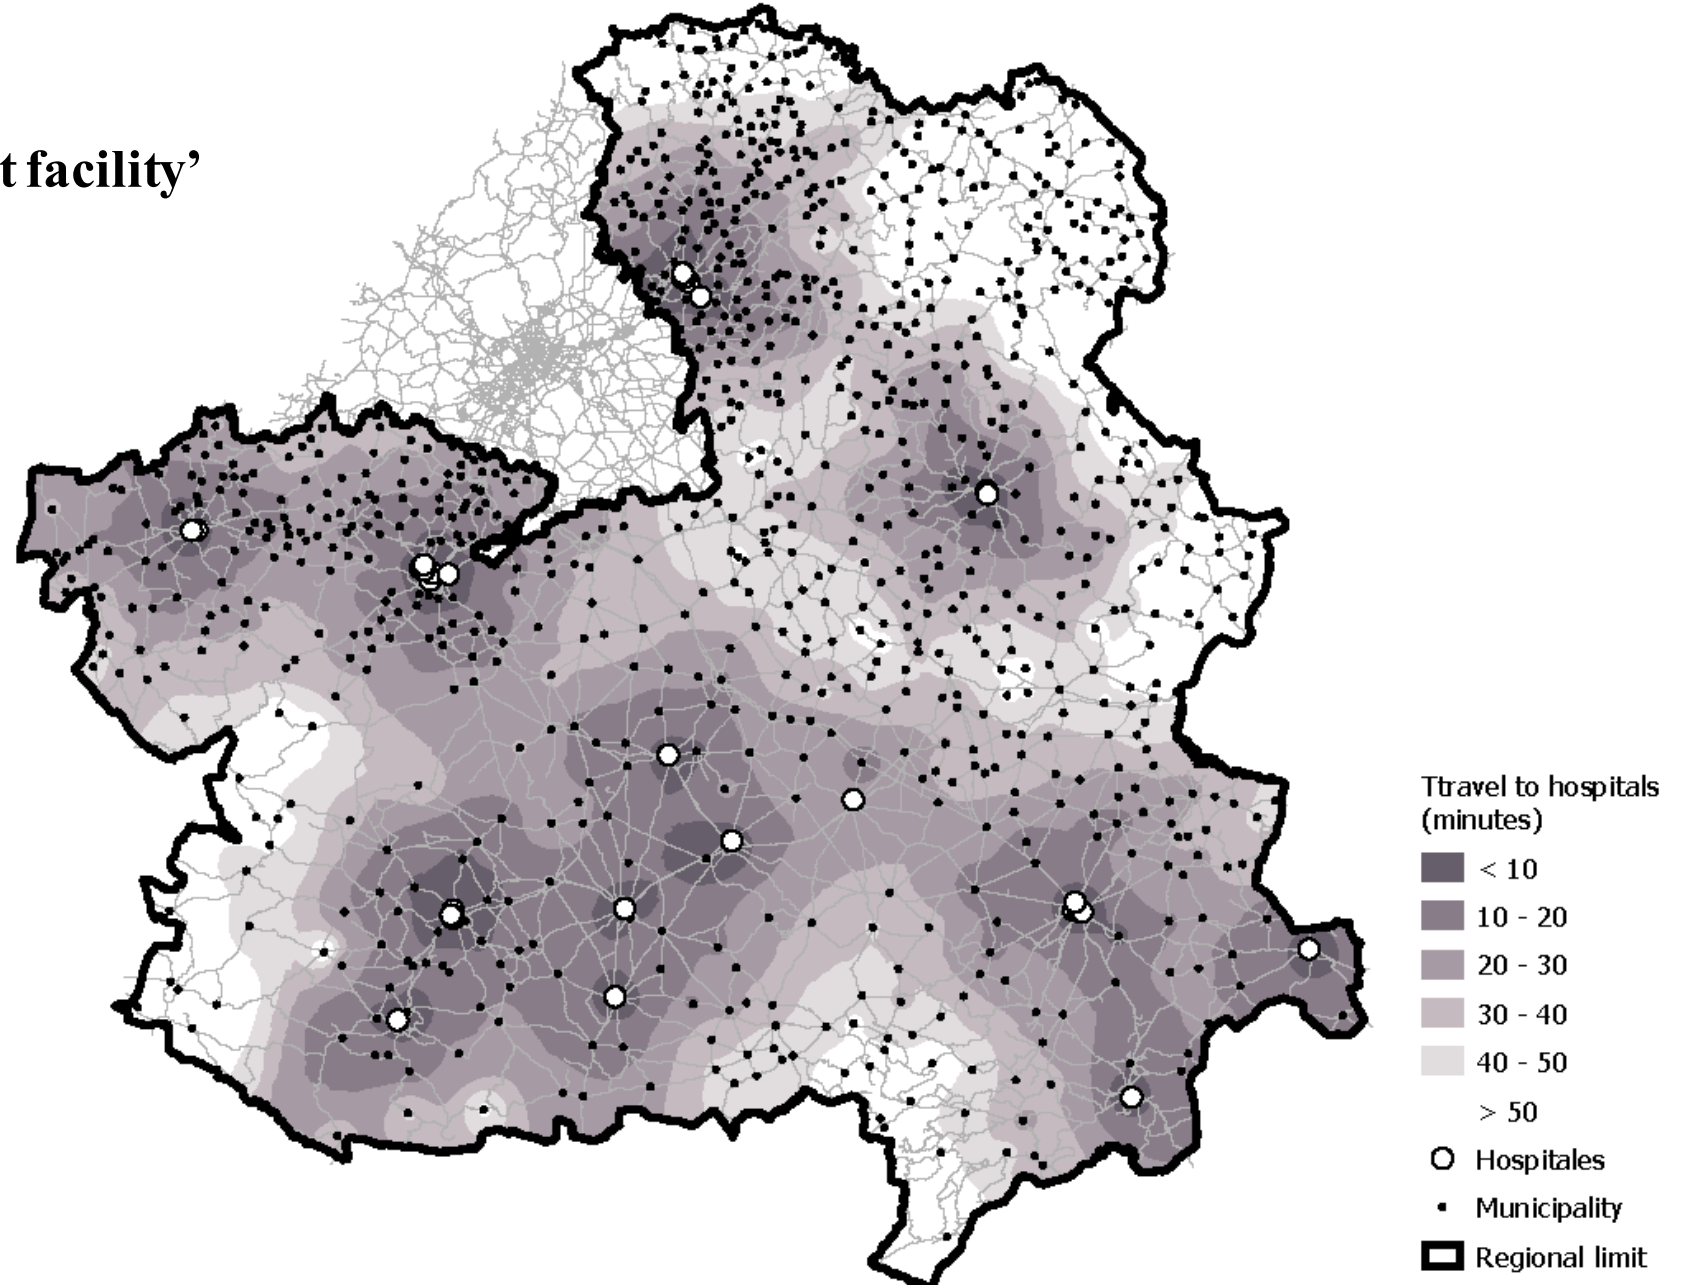 t facility’
Ttravel to hospitals
(minutes)
< 10
10 - 20
20 - 30
30 - 40
40 - 50
> 50
Hospitales
Municipality
Regional limit